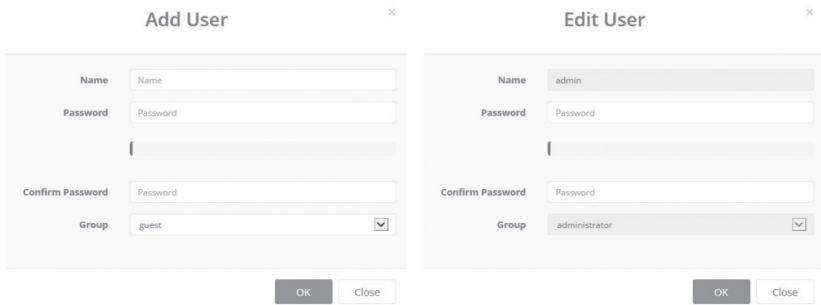 Add User
×
Name
Name
Password
Password
Confirm Password
Password
Group
guest
OK
Close
Edit User
×
Name
admin
Password
Password
Confirm Password
Password
Group
administrator
OK
Close